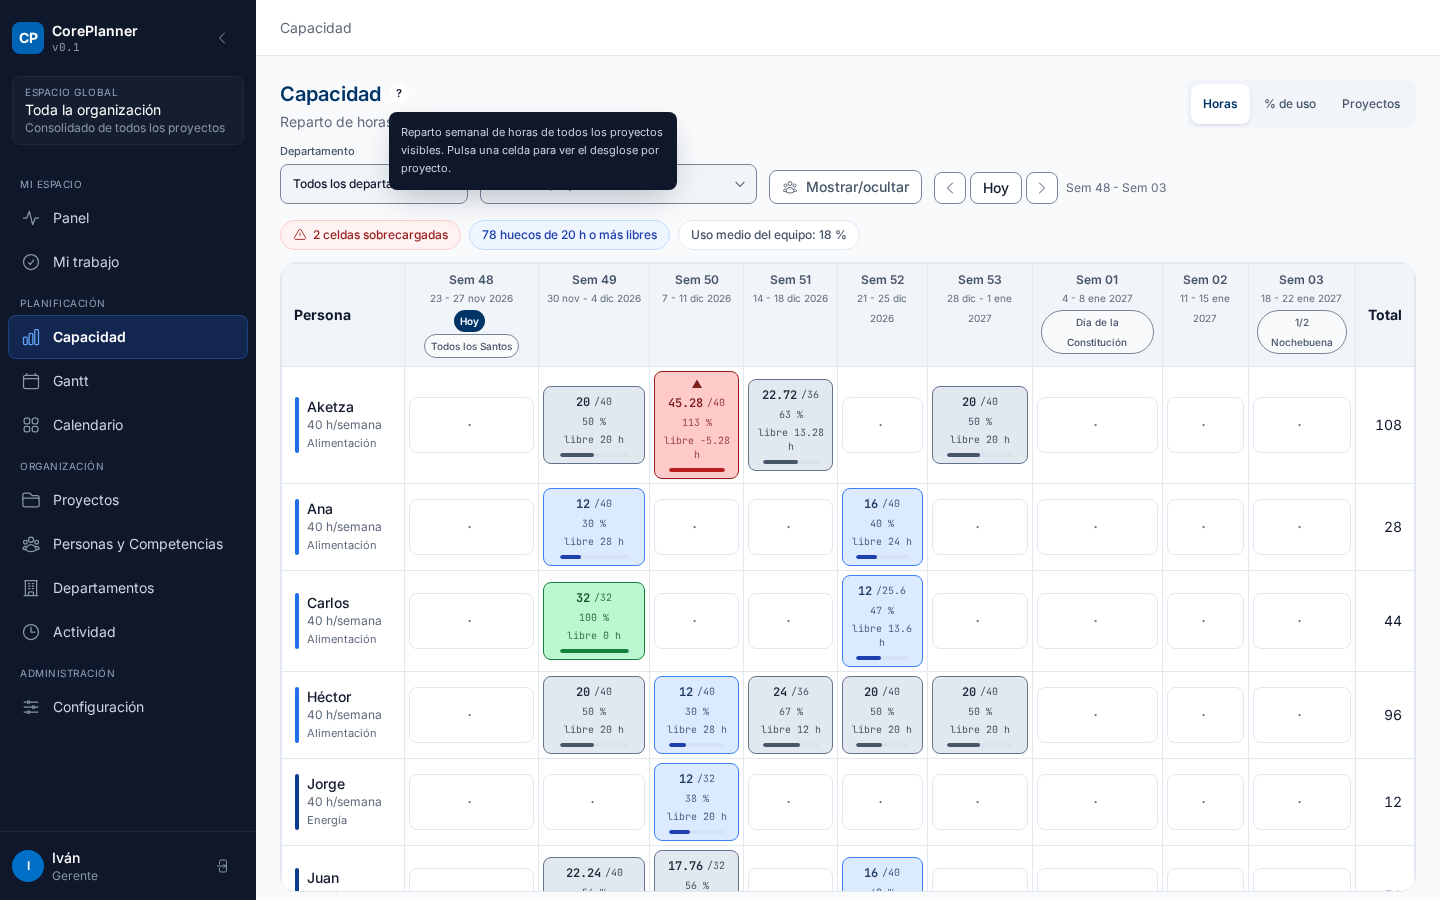 CP
CorePlanner
v0.1
ESPACIO GLOBAL
Toda la organización
Consolidado de todos los proyectos
MI ESPACIO
Panel
Mi trabajo
PLANIFICACIÓN
Capacidad
Gantt
Calendario
ORGANIZACIÓN
Proyectos
Personas y Competencias
Departamentos
Actividad
ADMINISTRACIÓN
Configuración
I
Iván
Gerente
Capacidad
Capacidad ?
Reparto de horas
Reparto semanal de horas de todos los proyectos
visibles. Pulsa una celda para ver el desglose por
proyecto.
Horas % de uso Proyectos
Departamento
Todos los departa
Mostrar/ocultar
Hoy
Sem 48 - Sem 03
2 celdas sobrecargadas
78 huecos de 20 h o más libres
Uso medio del equipo: 18 %
Persona
Sem 48
23 - 27 nov 2026
Hoy
Todos los Santos
Sem 49
30 nov - 4 dic 2026
Sem 50
7 - 11 dic 2026
Sem 51
14 - 18 dic 2026
Sem 52
21 - 25 dic
2026
Sem 53
28 dic - 1 ene
2027
Sem 01
4 - 8 ene 2027
Día de la
Constitución
Sem 02
11 - 15 ene
2027
Sem 03
18 - 22 ene 2027
1/2
Nochebuena
Total
Aketza
40 h/semana
Alimentación
·
20 /40
50 %
libre 20 h
▲
45.28 /40
113 %
libre -5.28
h
22.72 /36
63 %
libre 13.28
h
·
20 /40
50 %
libre 20 h
·
·
·
108
Ana
40 h/semana
Alimentación
·
12 /40
30 %
libre 28 h
·
·
16 /40
40 %
libre 24 h
·
·
·
·
28
Carlos
40 h/semana
Alimentación
·
32 /32
100 %
libre 0 h
·
·
12 /25.6
47 %
libre 13.6
h
·
·
·
·
44
Héctor
40 h/semana
Alimentación
·
20 /40
50 %
libre 20 h
12 /40
30 %
libre 28 h
24 /36
67 %
libre 12 h
20 /40
50 %
libre 20 h
20 /40
50 %
libre 20 h
·
·
·
96
Jorge
40 h/semana
Energía
·
·
12 /32
38 %
libre 20 h
·
·
·
·
·
·
12
Juan
22.24 /40
17.76 /32
56 %
16 /40